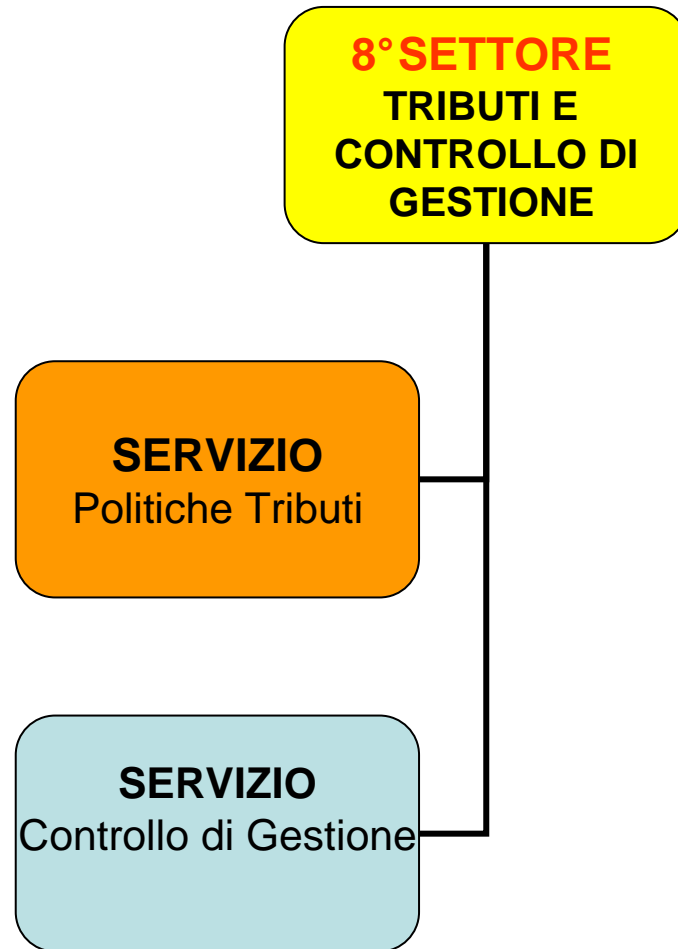 8°SETTORE
TRIBUTI E
CONTROLLO DI
GESTIONE
SERVIZIO
Politiche Tributi
SERVIZIO
Controllo di Gestione